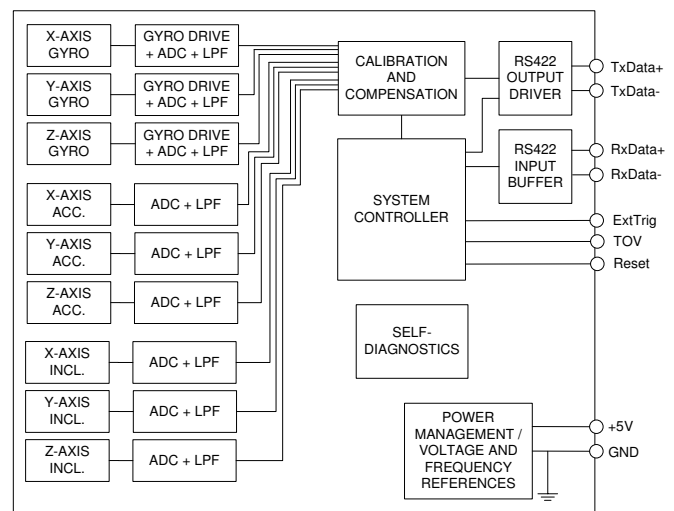 X-AXIS
GYRO
GYRO DRIVE
+ ADC + LPF
Y-AXIS
GYRO
GYRO DRIVE
+ ADC + LPF
Z-AXIS
GYRO
GYRO DRIVE
+ ADC + LPF
X-AXIS
ACC.
ADC + LPF
Y-AXIS
ACC.
ADC + LPF
Z-AXIS
ACC.
ADC + LPF
X-AXIS
INCL.
ADC + LPF
Y-AXIS
INCL.
ADC + LPF
Z-AXIS
INCL.
ADC + LPF
CALIBRATION
AND
COMPENSATION
SYSTEM
CONTROLLER
SELF-
DIAGNOSTICS
POWER
MANAGEMENT /
VOLTAGE AND
FREQUENCY
REFERENCES
RS422
OUTPUT
DRIVER
RS422
INPUT
BUFFER
TxData+
TxData-
RxData+
RxData-
ExtTrig
TOV
Reset
+5V
GND